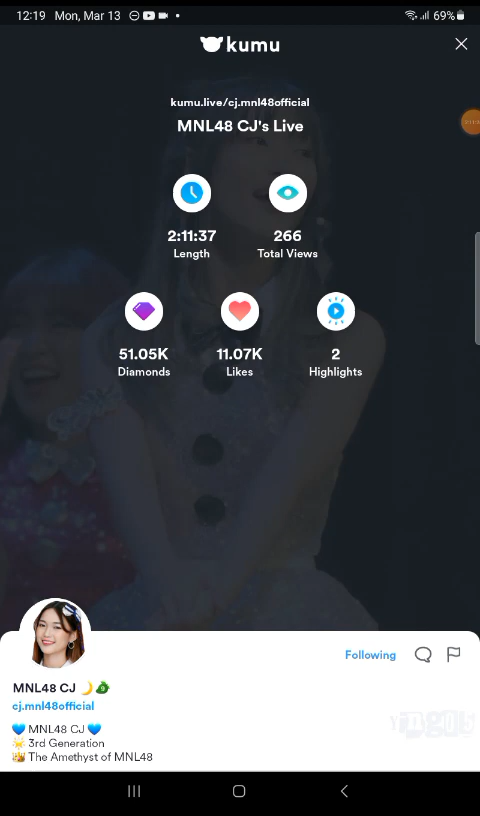 12:19 Mon, Mar 13
69%
kumu
kumu.live/cj.mnl48official
MNL48 CJ's Live
2:11:37
Length
266
Total Views
51.05K
Diamonds
11.07K
Likes
2
Highlights
Following
MNL48 CJ 🌙
cj.mnl48official
💙 MNL48 CJ 💙
🌟 3rd Generation
👑 The Amethyst of MNL48